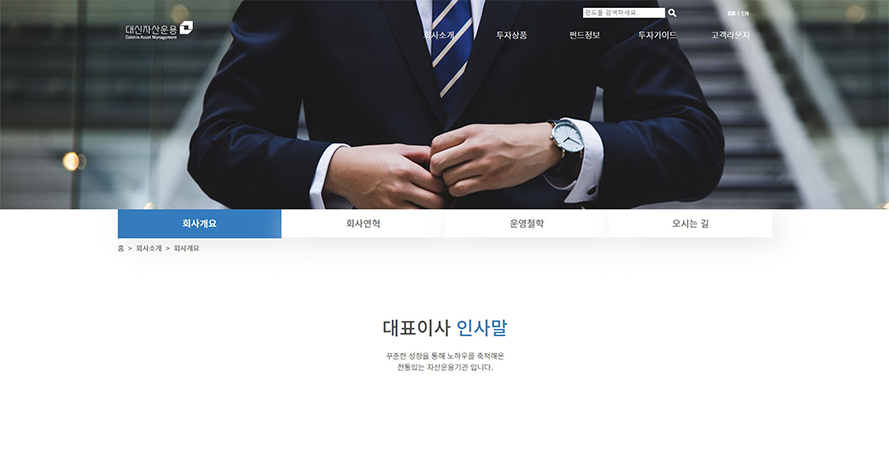 펀드를 검색하세요
KR | EN
대신자산운용
Daishin Asset Management
회사소개 투자상품 펀드정보 투자가이드 고객라운지
회사개요 회사연혁 운영철학 오시는 길
홈 > 회사소개 > 회사개요
대표이사 인사말
꾸준한 성장을 통해 노하우를 축적해온
전통있는 자산운용기관 입니다.